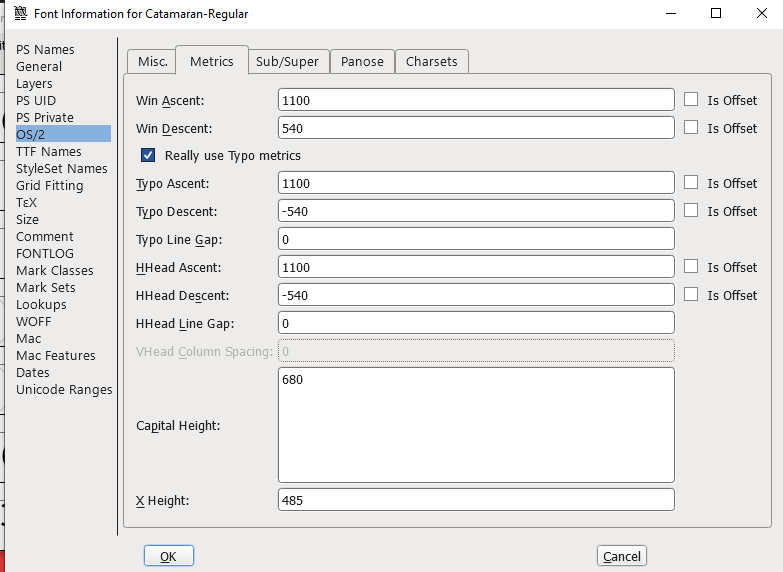 Font Information for Catamaran-Regular
PS Names
General
Layers
PS UID
PS Private
OS/2
TTF Names
StyleSet Names
Grid Fitting
TεX
Size
Comment
FONTLOG
Mark Classes
Mark Sets
Lookups
WOFF
Mac
Mac Features
Dates
Unicode Ranges
Misc. Metrics Sub/Super Panose Charsets
Win Ascent: 1100 Is Offset
Win Descent: 540 Is Offset
Really use Typo metrics
Typo Ascent: 1100 Is Offset
Typo Descent: -540 Is Offset
Typo Line Gap: 0
HHead Ascent: 1100 Is Offset
HHead Descent: -540 Is Offset
HHead Line Gap: 0
VHead Column Spacing: 0
Capital Height: 680
X Height: 485
OK Cancel